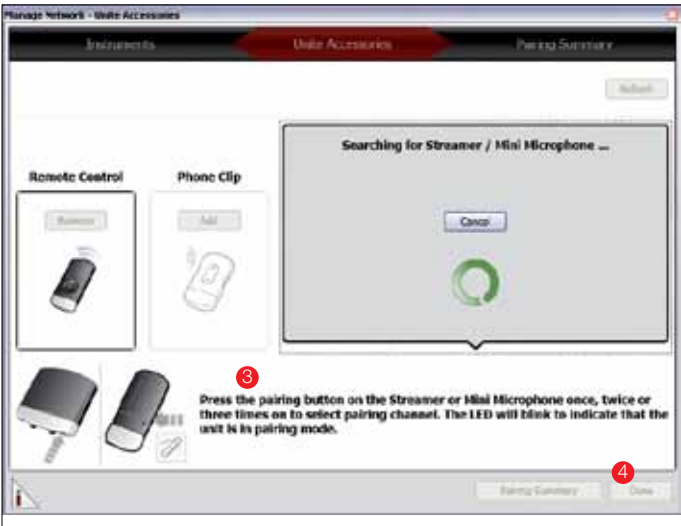 Manage Network - Unite Accessories
Instruments
Unite Accessories
Pairing Summary
Refresh
Searching for Streamer / Mini Microphone ...
Remote Control
Phone Clip
Remove
Add
Cancel
3
Press the pairing button on the Streamer or Mini Microphone once, twice or
three times on to select pairing channel. The LED will blink to indicate that the
unit is in pairing mode.
4
Pairing Summary
Done